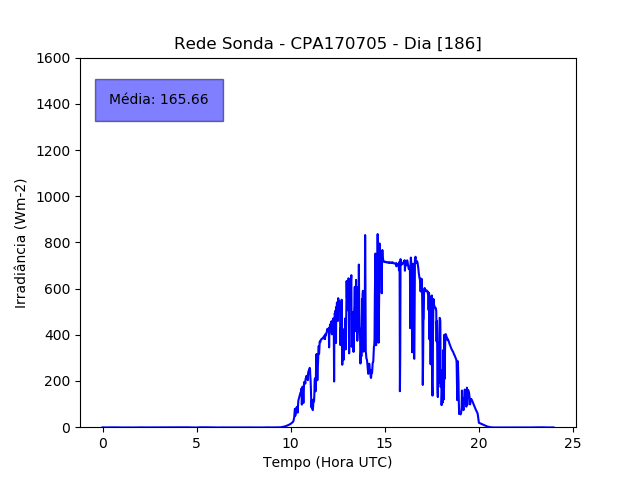 Rede Sonda - CPA170705 - Dia [186]
1600
1400
1200
1000
800
600
400
200
0
Média: 165.66
Irradiância (Wm-2)
0 5 10 15 20 25
Tempo (Hora UTC)